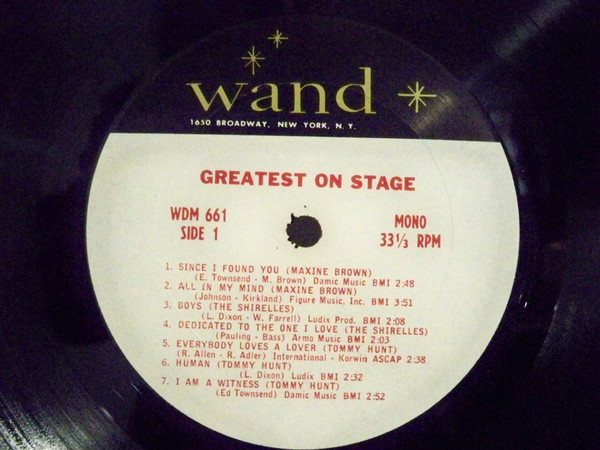 wand
1650 BROADWAY, NEW YORK, N. Y.
GREATEST ON STAGE
WDM 661
SIDE 1
MONO
33⅓ RPM
1. SINCE I FOUND YOU (MAXINE BROWN)
(E. Townsend - M. Brown) Damic Music BMI 2:48
2. ALL IN MY MIND (MAXINE BROWN)
(Johnson - Kirkland) Figure Music, Inc. BMI 3:51
3. BOYS (THE SHIRELLES)
(L. Dixon - W. Farrell) Ludix Prod. BMI 2:08
4. DEDICATED TO THE ONE I LOVE (THE SHIRELLES)
(Pauling - Bass) Armo Music BMI 2:03
5. EVERYBODY LOVES A LOVER (TOMMY HUNT)
(R. Allen - R. Adler) International - Korwin ASCAP 2:38
6. HUMAN (TOMMY HUNT)
(L. Dixon) Ludix BMI 2:32
7. I AM A WITNESS (TOMMY HUNT)
(Ed Townsend) Damic Music BMI 2:52